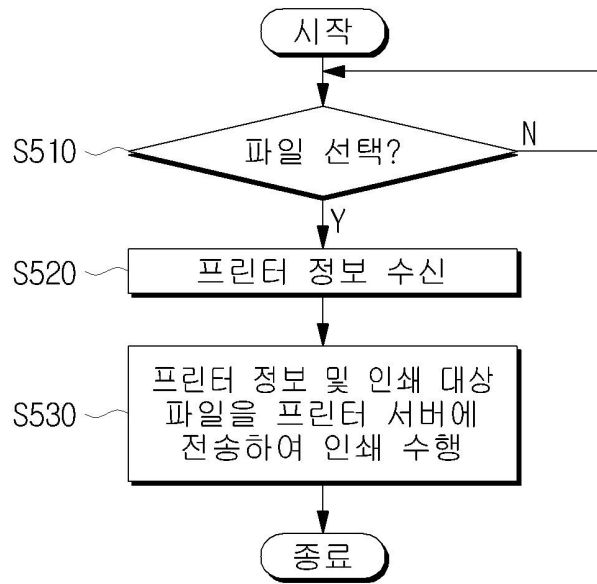 시작
S510
파일 선택?
N
Y
S520
프린터 정보 수신
프린터 정보 및 인쇄 대상
S530
파일을 프린터 서버에
전송하여 인쇄 수행
종료